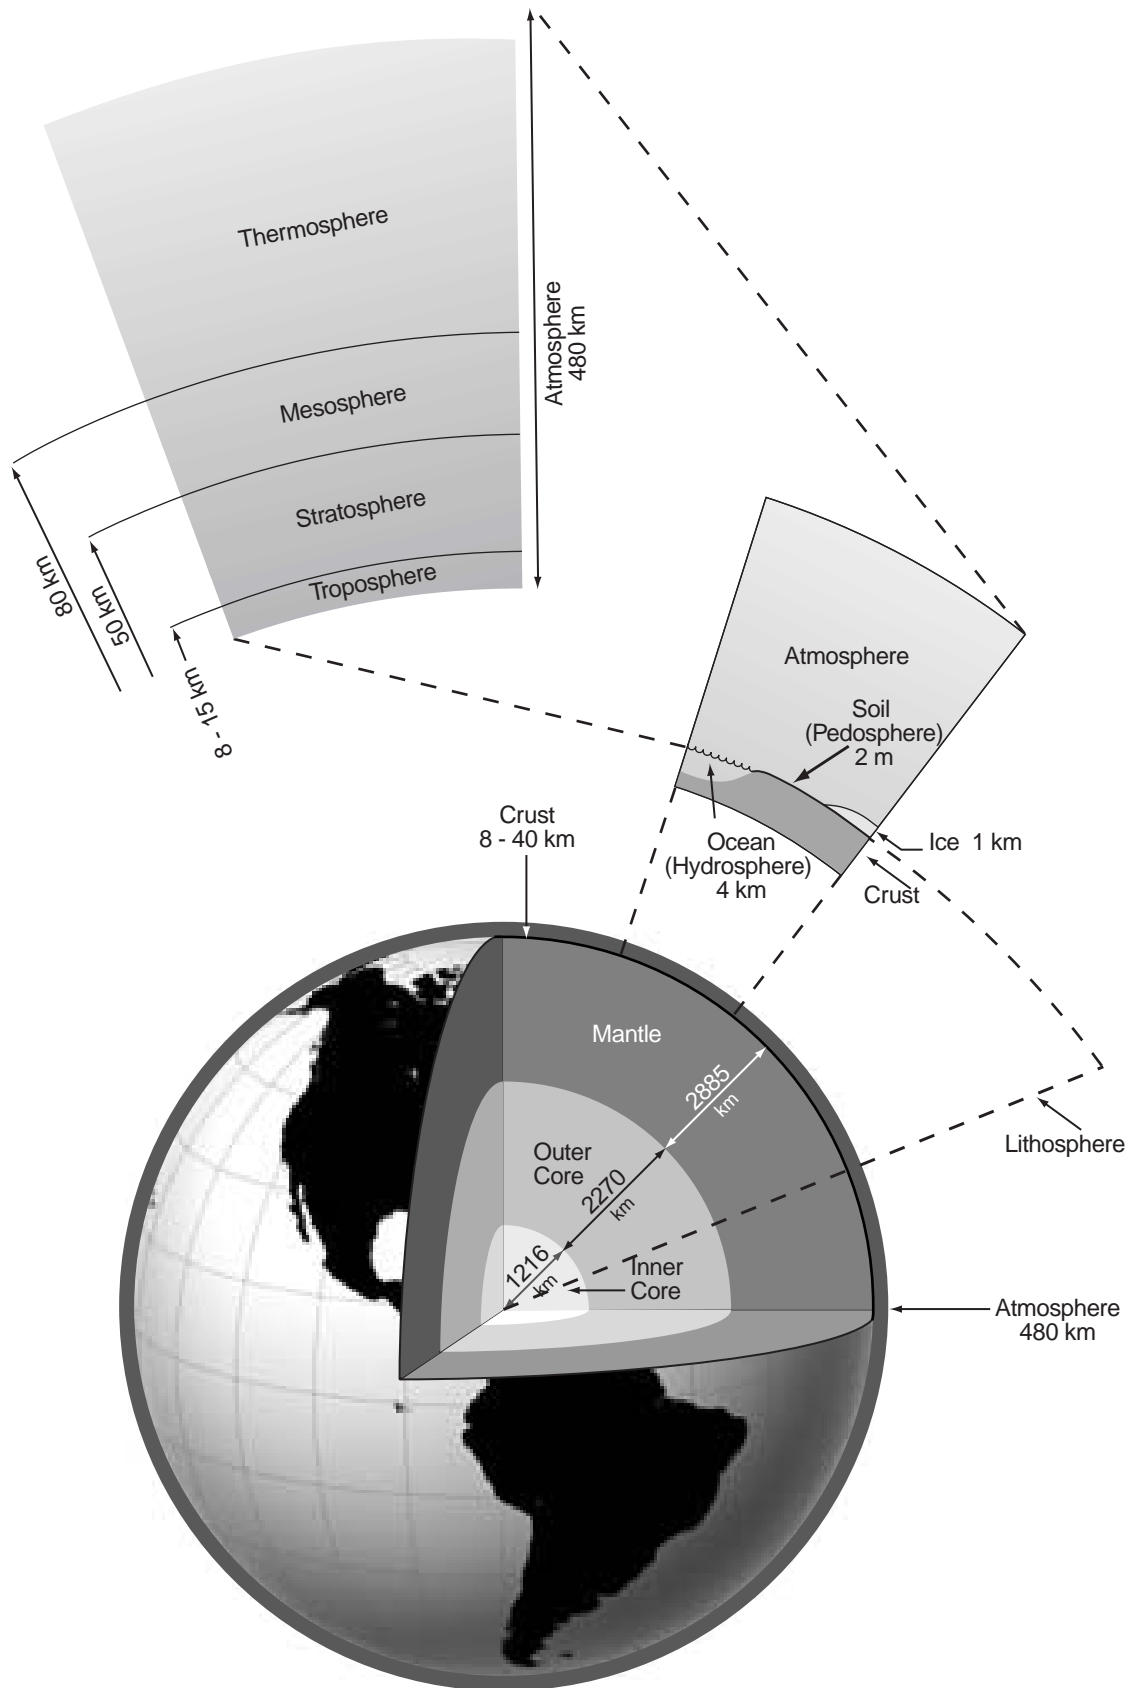 Thermosphere
Atmosphere
480 km
Mesosphere
Stratosphere
Troposphere
80 km
50 km
8 - 15 km
Atmosphere
Soil
(Pedosphere)
2 m
Crust
8 - 40 km
Ocean
(Hydrosphere)
4 km
Ice 1 km
Crust
Mantle
2885
km
Lithosphere
Outer
Core
2270
km
1216
km
Inner
Core
Atmosphere
480 km